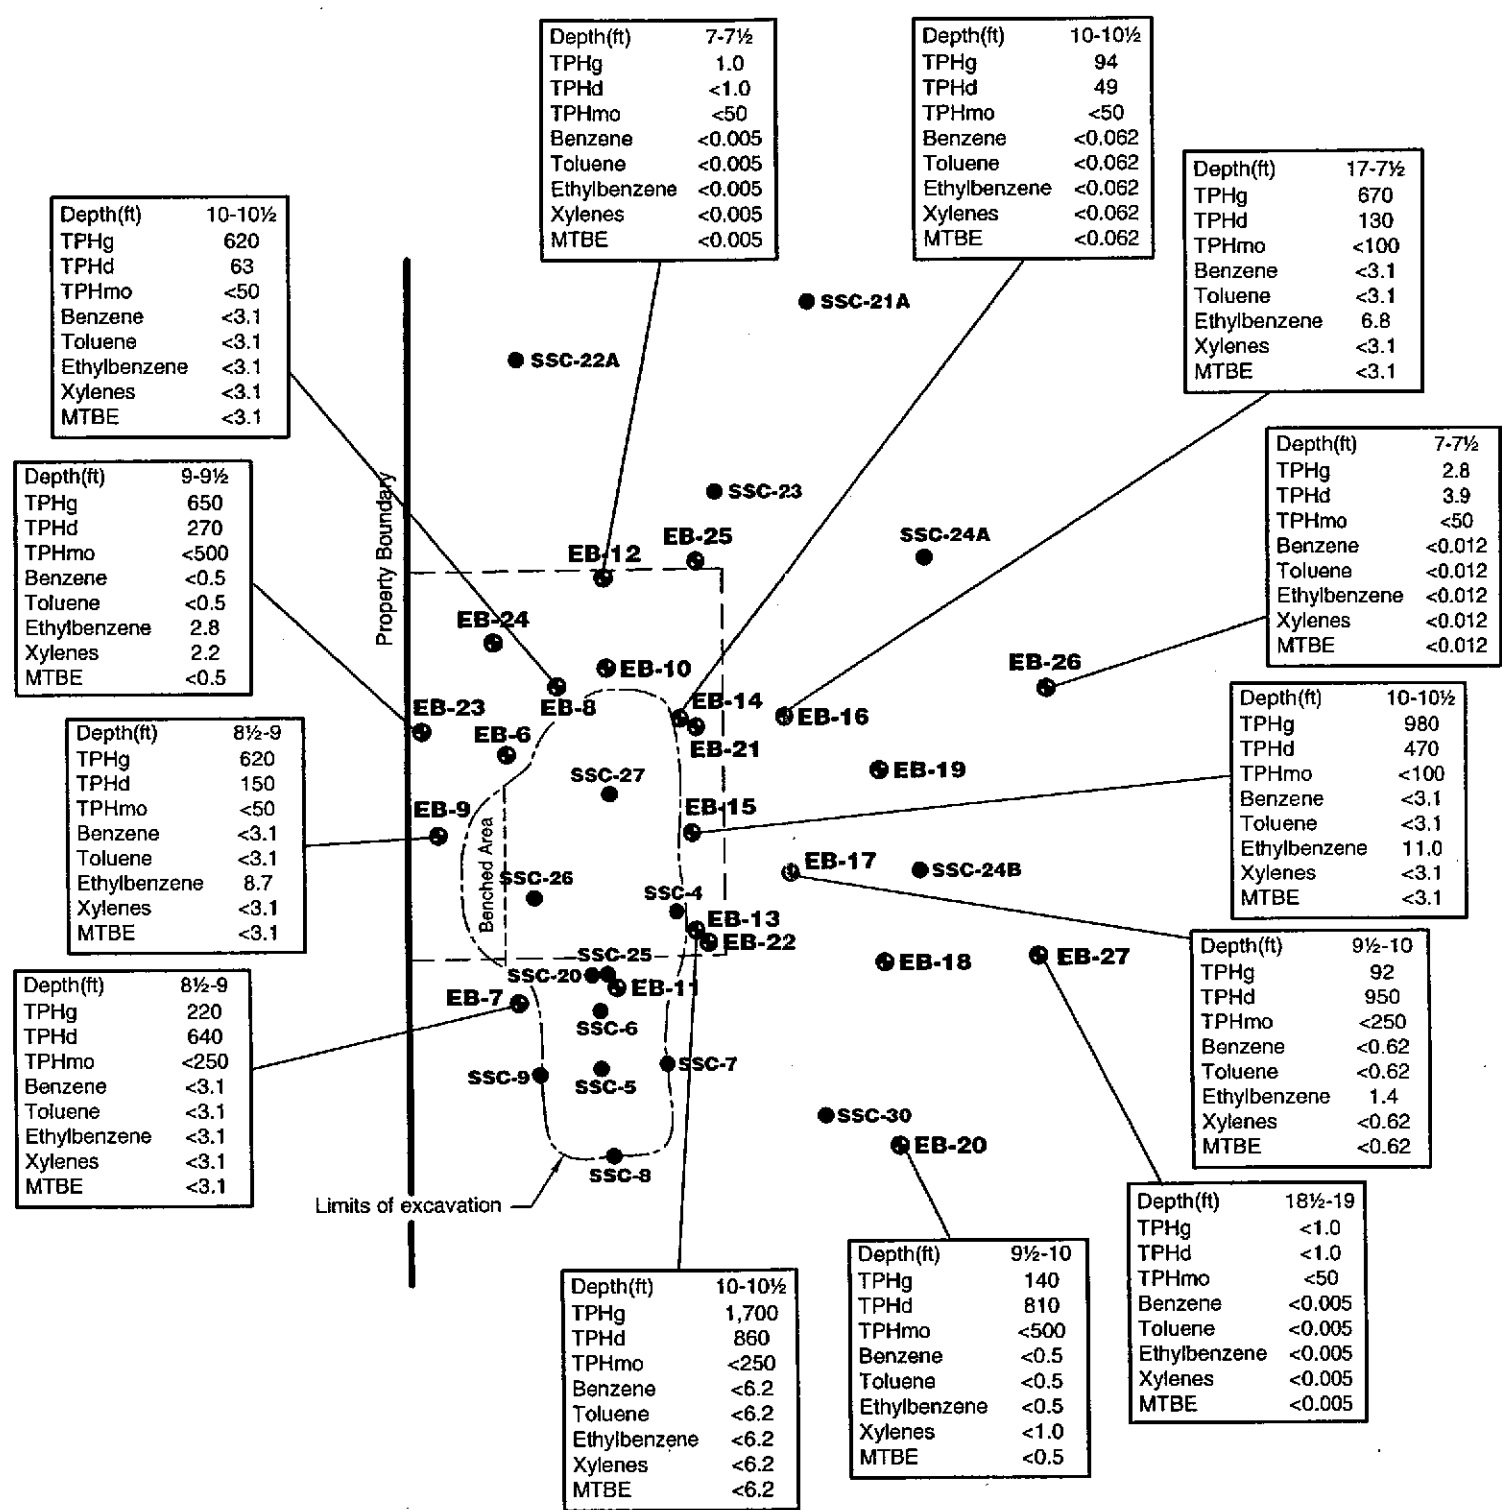 Depth(ft) 7-7½
TPHg 1.0
TPHd <1.0
TPHmo <50
Benzene <0.005
Toluene <0.005
Ethylbenzene <0.005
Xylenes <0.005
MTBE <0.005
Depth(ft) 10-10½
TPHg 94
TPHd 49
TPHmo <50
Benzene <0.062
Toluene <0.062
Ethylbenzene <0.062
Xylenes <0.062
MTBE <0.062
Depth(ft) 17-7½
TPHg 670
TPHd 130
TPHmo <100
Benzene <3.1
Toluene <3.1
Ethylbenzene 6.8
Xylenes <3.1
MTBE <3.1
Depth(ft) 10-10½
TPHg 620
TPHd 63
TPHmo <50
Benzene <3.1
Toluene <3.1
Ethylbenzene <3.1
Xylenes <3.1
MTBE <3.1
SSC-21A
SSC-22A
Depth(ft) 7-7½
TPHg 2.8
TPHd 3.9
TPHmo <50
Benzene <0.012
Toluene <0.012
Ethylbenzene <0.012
Xylenes <0.012
MTBE <0.012
Depth(ft) 9-9½
TPHg 650
TPHd 270
TPHmo <500
Benzene <0.5
Toluene <0.5
Ethylbenzene 2.8
Xylenes 2.2
MTBE <0.5
Property Boundary
SSC-23
SSC-24A
EB-25
EB-12
EB-24
EB-10
EB-26
EB-8
EB-14
EB-16
EB-23
EB-6
EB-21
Depth(ft) 10-10½
TPHg 980
TPHd 470
TPHmo <100
Benzene <3.1
Toluene <3.1
Ethylbenzene 11.0
Xylenes <3.1
MTBE <3.1
Depth(ft) 8½-9
TPHg 620
TPHd 150
TPHmo <50
Benzene <3.1
Toluene <3.1
Ethylbenzene 8.7
Xylenes <3.1
MTBE <3.1
SSC-27
EB-19
EB-9
EB-15
Benched Area
EB-17
SSC-24B
SSC-26
SSC-4
EB-13
EB-22
SSC-25
SSC-20
EB-18
EB-27
EB-7
EB-11
SSC-6
Depth(ft) 9½-10
TPHg 92
TPHd 950
TPHmo <250
Benzene <0.62
Toluene <0.62
Ethylbenzene 1.4
Xylenes <0.62
MTBE <0.62
Depth(ft) 8½-9
TPHg 220
TPHd 640
TPHmo <250
Benzene <3.1
Toluene <3.1
Ethylbenzene <3.1
Xylenes <3.1
MTBE <3.1
SSC-9
SSC-5
SSC-7
SSC-30
EB-20
SSC-8
Limits of excavation
Depth(ft) 18½-19
TPHg <1.0
TPHd <1.0
TPHmo <50
Benzene <0.005
Toluene <0.005
Ethylbenzene <0.005
Xylenes <0.005
MTBE <0.005
Depth(ft) 9½-10
TPHg 140
TPHd 810
TPHmo <500
Benzene <0.5
Toluene <0.5
Ethylbenzene <0.5
Xylenes <1.0
MTBE <0.5
Depth(ft) 10-10½
TPHg 1,700
TPHd 860
TPHmo <250
Benzene <6.2
Toluene <6.2
Ethylbenzene <6.2
Xylenes <6.2
MTBE <6.2